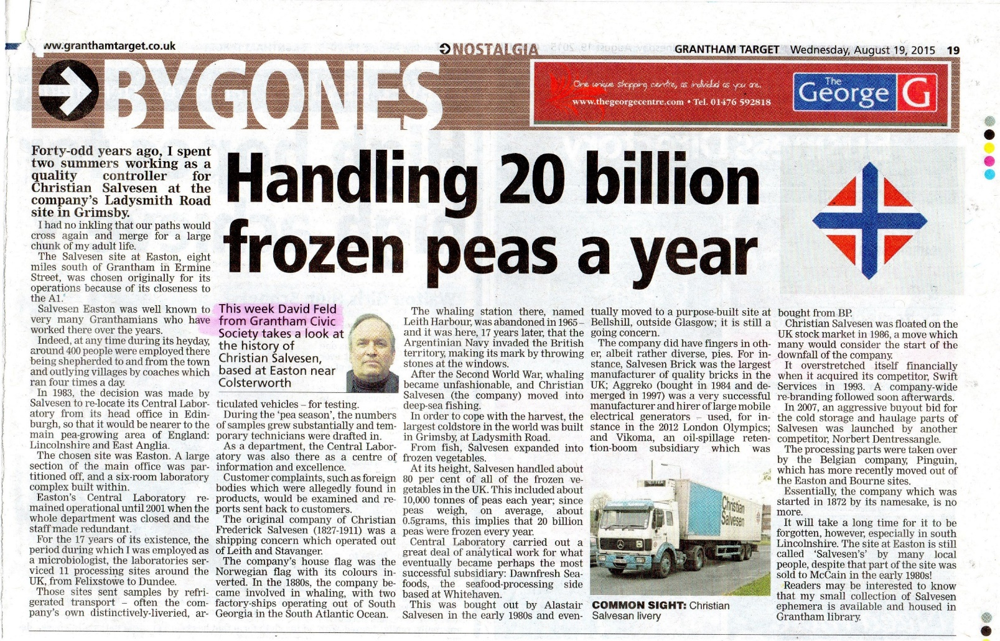 www.granthamtarget.co.uk
NOSTALGIA
GRANTHAM TARGET Wednesday, August 19, 2015 19
BYGONES
One unique shopping centre, as individual as you are.
www.thegeorgecentre.com • Tel. 01476 592818
The
George
G
Handling 20 billion
frozen peas a year
Forty-odd years ago, I spent
two summers working as a
quality controller for
Christian Salvesen at the
company's Ladysmith Road
site in Grimsby.
I had no inkling that our paths would
cross again and merge for a large
chunk of my adult life.
The Salvesen site at Easton, eight
miles south of Grantham in Ermine
Street, was chosen originally for its
operations because of its closeness to
the A1.
Salvesen Easton was well known to
very many Granthamians who have
worked there over the years.
Indeed, at any time during its heyday,
around 400 people were employed there
being shepherded to and from the town
and outlying villages by coaches which
ran four times a day.
In 1983, the decision was made by
Salvesen to re-locate its Central Labor-
atory from its head office in Edin-
burgh, so that it would be nearer to the
main pea-growing area of England:
Lincolnshire and East Anglia.
The chosen site was Easton. A large
section of the main office was par-
titioned off, and a six-room laboratory
complex built within.
Easton's Central Laboratory re-
mained operational until 2001 when the
whole department was closed and the
staff made redundant.
For the 17 years of its existence, the
period during which I was employed as
a microbiologist, the laboratories ser-
viced 11 processing sites around the
UK, from Felixstowe to Dundee.
Those sites sent samples by refri-
gerated transport – often the com-
pany's own distinctively-liveried, ar-
This week David Feld
from Grantham Civic
Society takes a look at
the history of
Christian Salvesen,
based at Easton near
Colsterworth
ticulated vehicles – for testing.
During the 'pea season', the numbers
of samples grew substantially and tem-
porary technicians were drafted in.
As a department, the Central Labor-
atory was also there as a centre of
information and excellence.
Customer complaints, such as foreign
bodies which were allegedly found in
products, would be examined and re-
ports sent back to customers.
The original company of Christian
Frederick Salvesen (1827-1911) was a
shipping concern which operated out
of Leith and Stavanger.
The company's house flag was the
Norwegian flag with its colours in-
verted. In the 1880s, the company be-
came involved in whaling, with two
factory-ships operating out of South
Georgia in the South Atlantic Ocean.
The whaling station there, named
Leith Harbour, was abandoned in 1965 –
and it was here, 17 years later, that the
Argentinian Navy invaded the British
territory, making its mark by throwing
stones at the windows.
After the Second World War, whaling
became unfashionable, and Christian
Salvesen (the company) moved into
deep-sea fishing.
In order to cope with the harvest, the
largest coldstore in the world was built
in Grimsby, at Ladysmith Road.
From fish, Salvesen expanded into
frozen vegetables.
At its height, Salvesen handled about
80 per cent of all of the frozen ve-
getables in the UK. This included about
10,000 tonnes of peas each year; since
peas weigh, on average, about
0.5grams, this implies that 20 billion
peas were frozen every year.
Central Laboratory carried out a
great deal of analytical work for what
eventually became perhaps the most
successful subsidiary: Dawnfresh Sea-
foods, the seafood-processing side
based at Whitehaven.
This was bought out by Alastair
Salvesen in the early 1980s and even-
tually moved to a purpose-built site at
Bellshill, outside Glasgow; it is still a
going concern.
The company did have fingers in oth-
er, albeit rather diverse, pies. For in-
stance, Salvesen Brick was the largest
manufacturer of quality bricks in the
UK; Aggreko (bought in 1984 and de-
merged in 1997) was a very successful
manufacturer and hirer of large mobile
electrical generators – used, for in-
stance in the 2012 London Olympics;
and Vikoma, an oil-spillage reten-
tion-boom subsidiary which was
Christian
Salvesen
COMMON SIGHT: Christian
Salvesan livery
bought from BP.
Christian Salvesen was floated on the
UK stock market in 1986, a move which
many would consider the start of the
downfall of the company.
It overstretched itself financially
when it acquired its competitor, Swift
Services in 1993. A company-wide
re-branding followed soon afterwards.
In 2007, an aggressive buyout bid for
the cold storage and haulage parts of
Salvesen was launched by another
competitor, Norbert Dentressangle.
The processing parts were taken over
by the Belgian company, Pinguin,
which has more recently moved out of
the Easton and Bourne sites.
Essentially, the company which was
started in 1872 by its namesake, is no
more.
It will take a long time for it to be
forgotten, however, especially in south
Lincolnshire. The site at Easton is still
called 'Salvesen's' by many local
people, despite that part of the site was
sold to McCain in the early 1980s!
Readers may be interested to know
that my small collection of Salvesen
ephemera is available and housed in
Grantham library.